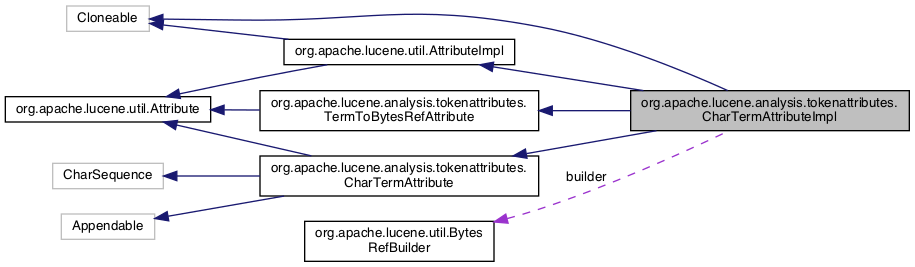 Cloneable
org.apache.lucene.util.AttributeImpl
org.apache.lucene.util.Attribute
org.apache.lucene.analysis.tokenattributes.
TermToBytesRefAttribute
org.apache.lucene.analysis.tokenattributes.
CharTermAttributeImpl
CharSequence
org.apache.lucene.analysis.tokenattributes.
CharTermAttribute
builder
Appendable
org.apache.lucene.util.Bytes
RefBuilder